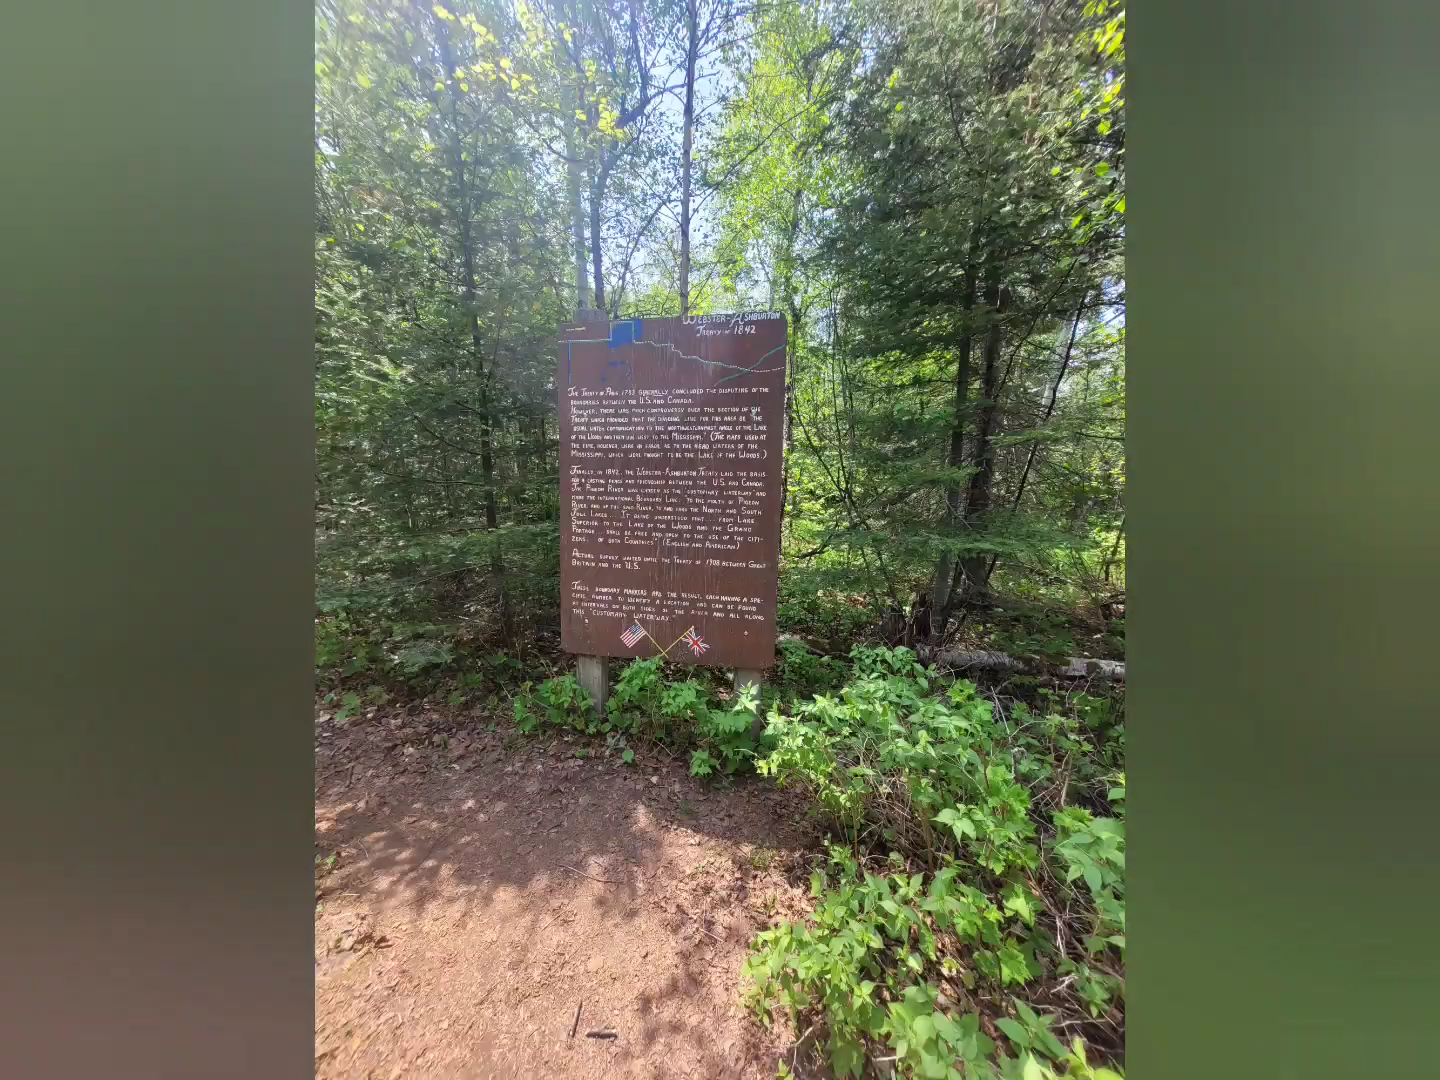 Webster-Ashburton
Treaty of 1842
The Treaty of Paris 1783 generally concluded the disputing of the
boundaries between the U.S. and Canada.
However, there was much controversy over the section of the
Treaty which provided that the dividing line for this area be "the
usual water communication to the northwesternmost angle of the Lake
of the Woods and then due west to the Mississippi." (The maps used at
the time, however, were in error as to the head waters of the
Mississippi, which were thought to be the Lake of the Woods.)
Finally, in 1842, the Webster-Ashburton Treaty laid the basis
for a lasting peace and friendship between the U.S. and Canada.
The Pigeon River was chosen as the "customary waterway" and
made the International Boundary Line: "to the mouth of Pigeon
River, and up the said River, to and thru the North and South
Fowl Lakes... It being understood that... from Lake
Superior to the Lake of the Woods and the Grand
Portage... shall be free and open to the use of the citi-
zens... of both Countries" (English and American)
Actual survey waited until the Treaty of 1908 between Great
Britain and the U.S.
These boundary markers are the result, each having a spe-
cific number to identify a location and can be found
at intervals on both sides of the river and all along
this "customary waterway."